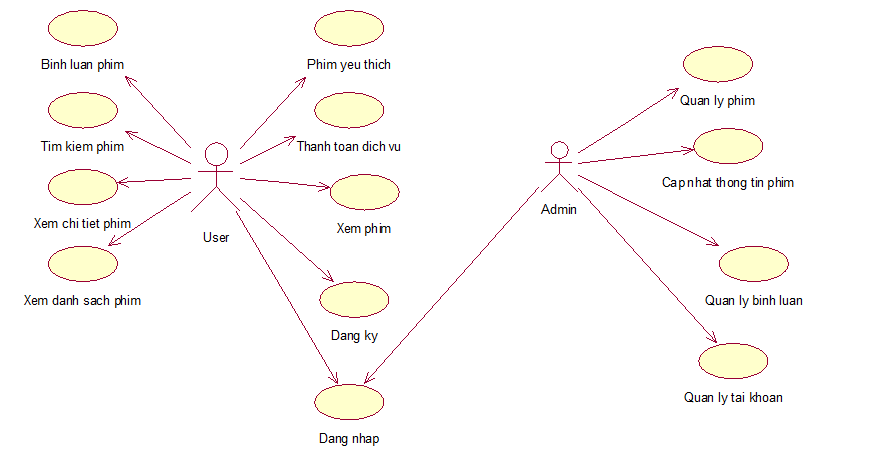 Binh luan phim
Phim yeu thich
Quan ly phim
Tim kiem phim
Thanh toan dich vu
Cap nhat thong tin phim
Xem chi tiet phim
Xem phim
User
Admin
Xem danh sach phim
Quan ly binh luan
Dang ky
Quan ly tai khoan
Dang nhap